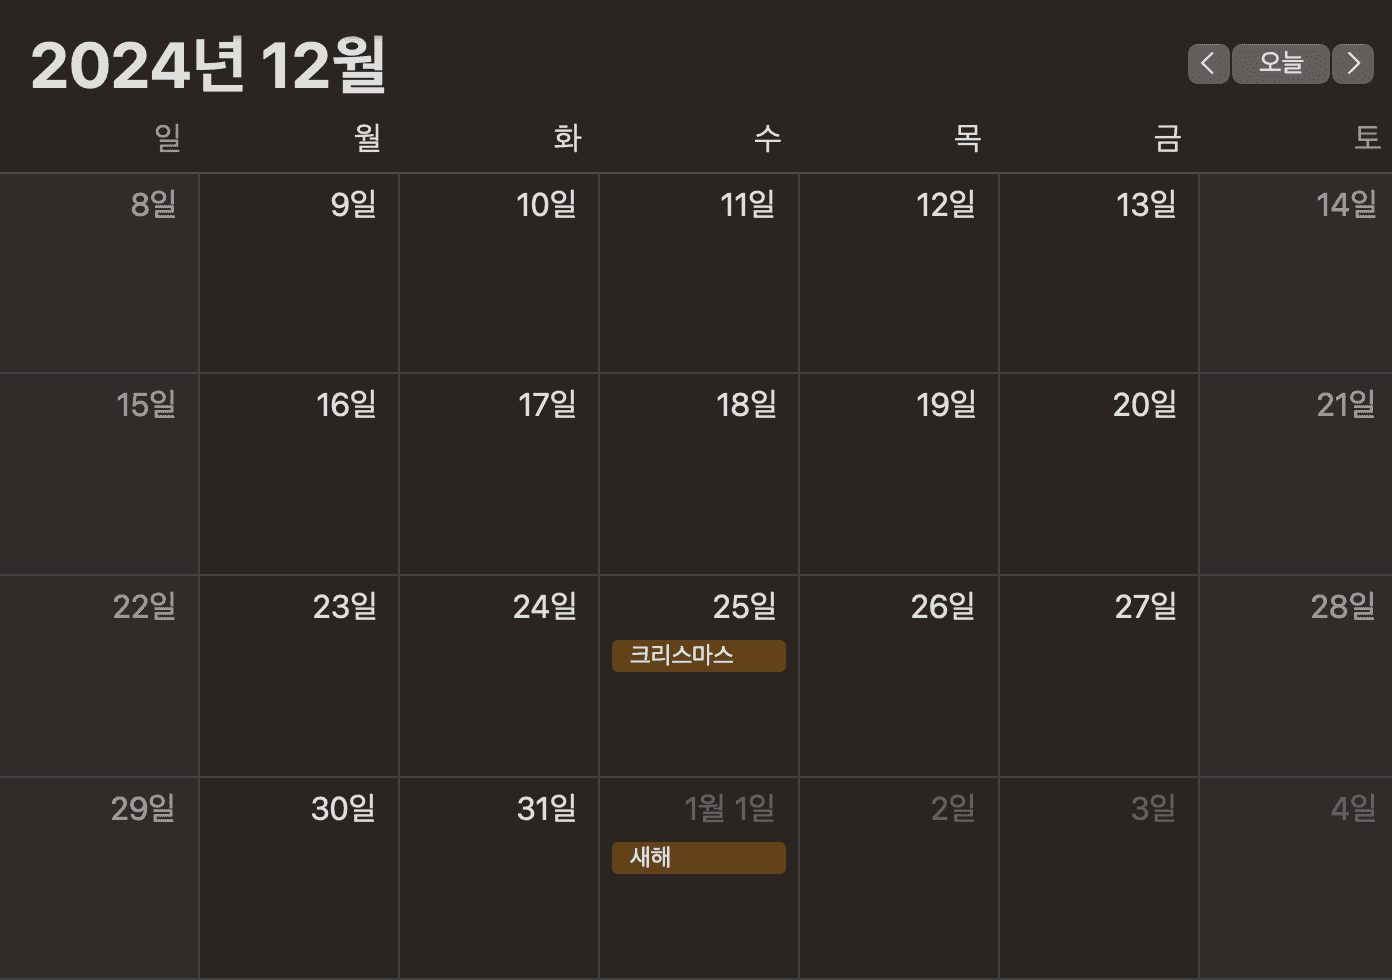 2024년 12월
오늘
일 월 화 수 목 금 토
8일 9일 10일 11일 12일 13일 14일
15일 16일 17일 18일 19일 20일 21일
22일 23일 24일 25일 26일 27일 28일
크리스마스
29일 30일 31일 1월 1일 2일 3일 4일
새해